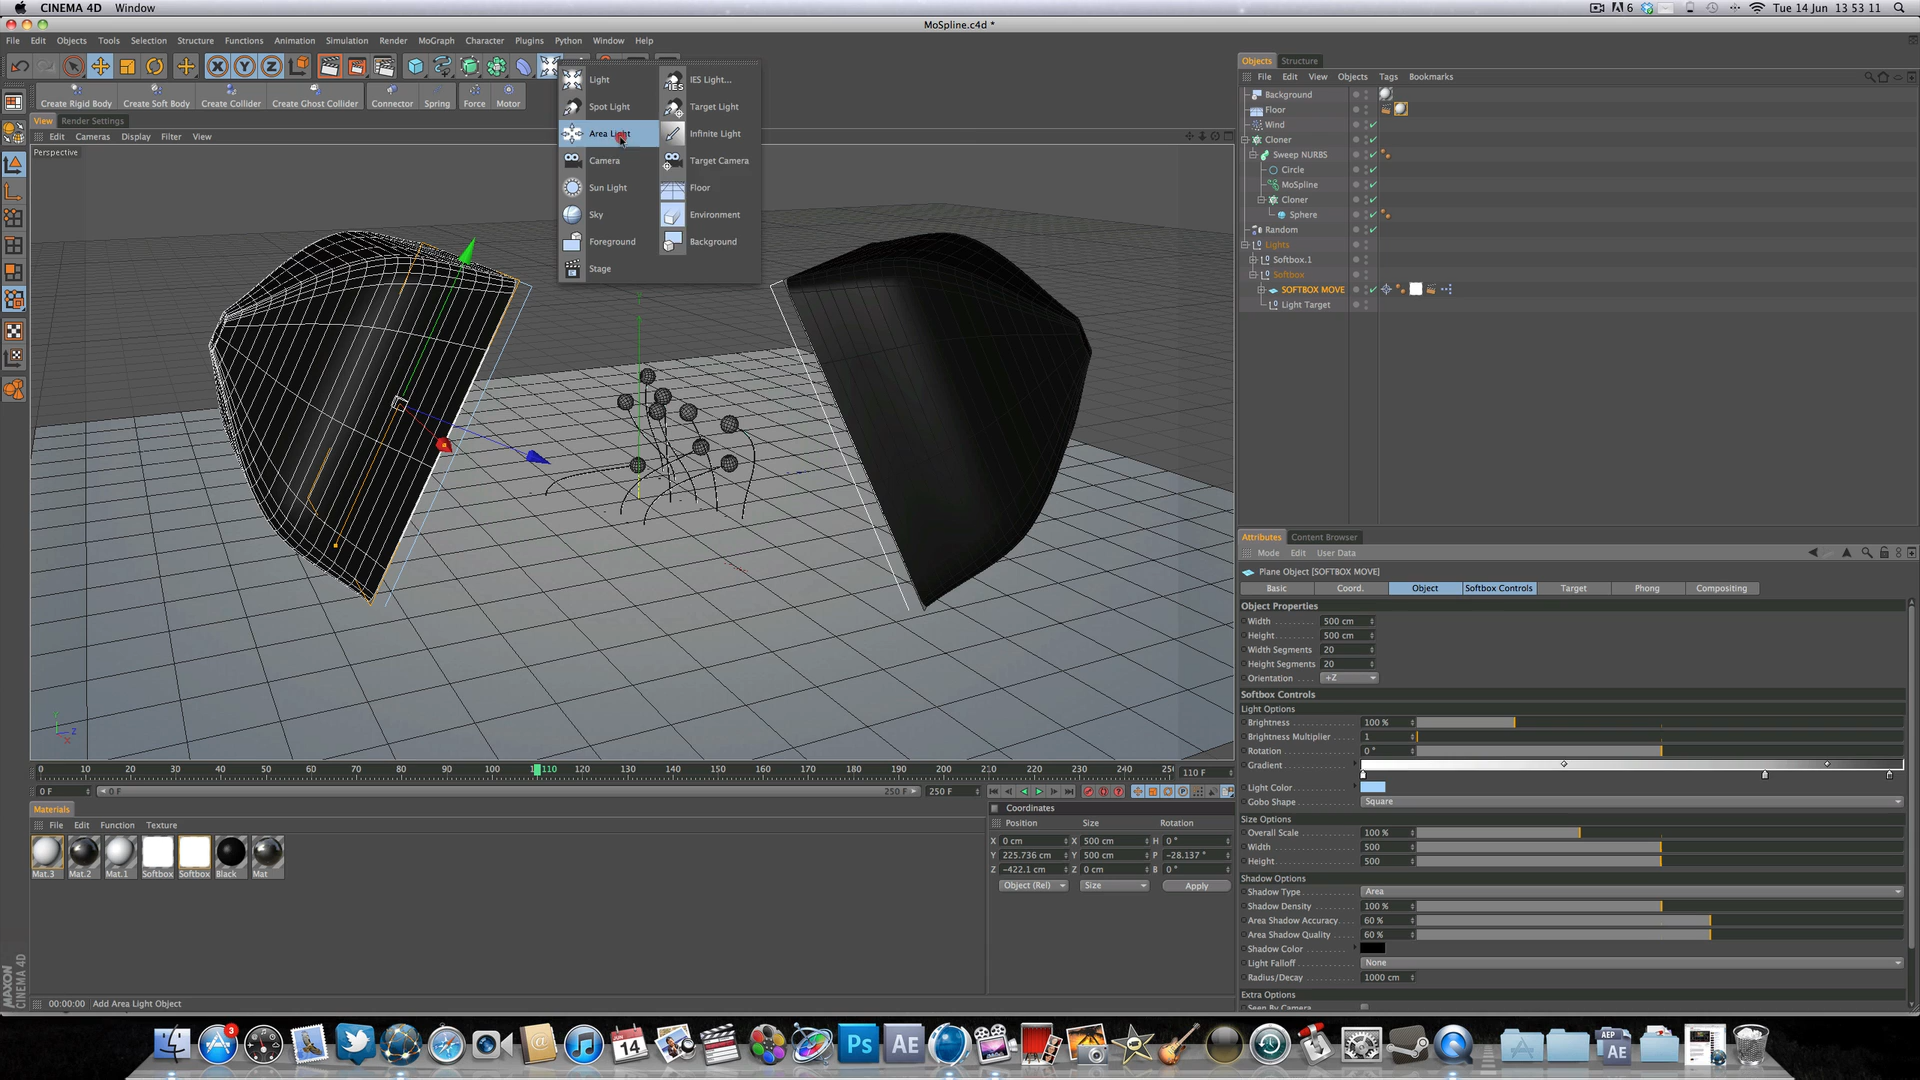 CINEMA 4D Window
6 Tue 14 Jun 13 53 11
MoSpline.c4d *
File Edit Objects Tools Selection Structure Functions Animation Simulation Render MoGraph Character Plugins Python Window Help
Create Rigid Body Create Soft Body Create Collider Create Ghost Collider Connector Spring Force Motor
View Render Settings
Edit Cameras Display Filter View
Perspective
Light IES Light...
Spot Light Target Light
Area Light Infinite Light
Camera Target Camera
Sun Light Floor
Sky Environment
Foreground Background
Stage
Objects Structure
File Edit View Objects Tags Bookmarks
Background
Floor
Wind
Cloner
Sweep NURBS
Circle
MoSpline
Cloner
Sphere
Random
Lights
Softbox.1
Softbox
SOFTBOX MOVE
Light Target
Attributes Content Browser
Mode Edit User Data
Plane Object [SOFTBOX MOVE]
Basic Coord. Object Softbox Controls Target Phong Compositing
Object Properties
Width 500 cm
Height 500 cm
Width Segments 20
Height Segments 20
Orientation +Z
Softbox Controls
Light Options
Brightness 100 %
Brightness Multiplier 1
Rotation 0 °
Gradient
Light Color
Gobo Shape Square
Size Options
Overall Scale 100 %
Width 500
Height 500
Shadow Options
Shadow Type Area
Shadow Density 100 %
Area Shadow Accuracy 60 %
Area Shadow Quality 60 %
Shadow Color
Light Falloff None
Radius/Decay 1000 cm
Extra Options
Seen By Camera
0 10 20 30 40 50 60 70 80 90 100 110 120 130 140 150 160 170 180 190 200 210 220 230 240 110 F
0 F 0 F 250 F 250 F
Materials
File Edit Function Texture
Mat.3 Mat.2 Mat.1 Softbox Softbox Black Mat
Coordinates
Position Size Rotation
X 0 cm X 500 cm H 0 °
Y 225.736 cm Y 500 cm P -28.137 °
Z -422.1 cm Z 0 cm B 0 °
Object (Rel) Size Apply
MAXON CINEMA 4D
00:00:00 Add Area Light Object
3
JUN
14
Ps AE
AEP
AE